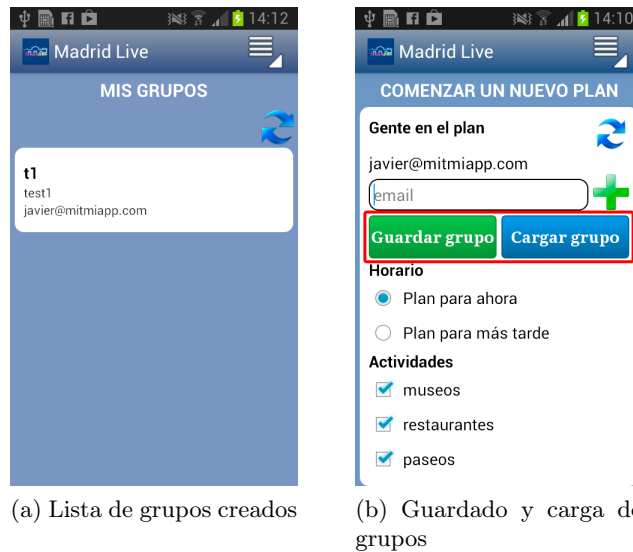 14:12
Madrid Live
MIS GRUPOS
t1
test1
javier@mitmiapp.com
(a) Lista de grupos creados
14:10
Madrid Live
COMENZAR UN NUEVO PLAN
Gente en el plan
javier@mitmiapp.com
email
Guardar grupo Cargar grupo
Horario
Plan para ahora
Plan para más tarde
Actividades
museos
restaurantes
paseos
(b) Guardado y carga de
grupos